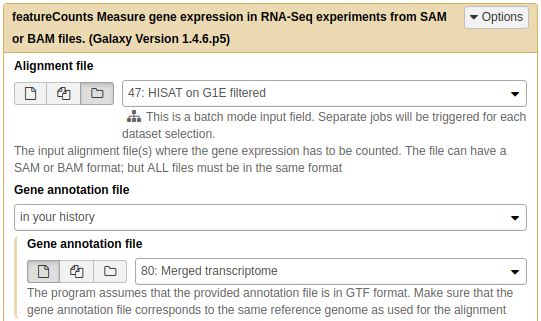 featureCounts Measure gene expression in RNA-Seq experiments from SAM
or BAM files. (Galaxy Version 1.4.6.p5)
Options
Alignment file
47: HISAT on G1E filtered
This is a batch mode input field. Separate jobs will be triggered for each
dataset selection.
The input alignment file(s) where the gene expression has to be counted. The file can have a
SAM or BAM format; but ALL files must be in the same format
Gene annotation file
in your history
Gene annotation file
80: Merged transcriptome
The program assumes that the provided annotation file is in GTF format. Make sure that the
gene annotation file corresponds to the same reference genome as used for the alignment